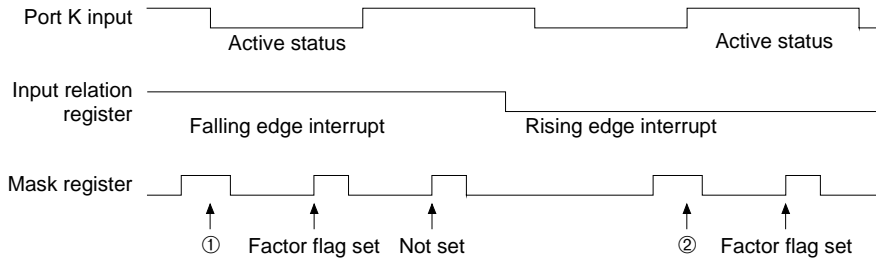 Port K input
Active status
Active status
Input relation
register
Falling edge interrupt
Rising edge interrupt
Mask register
①
Factor flag set
Not set
②
Factor flag set